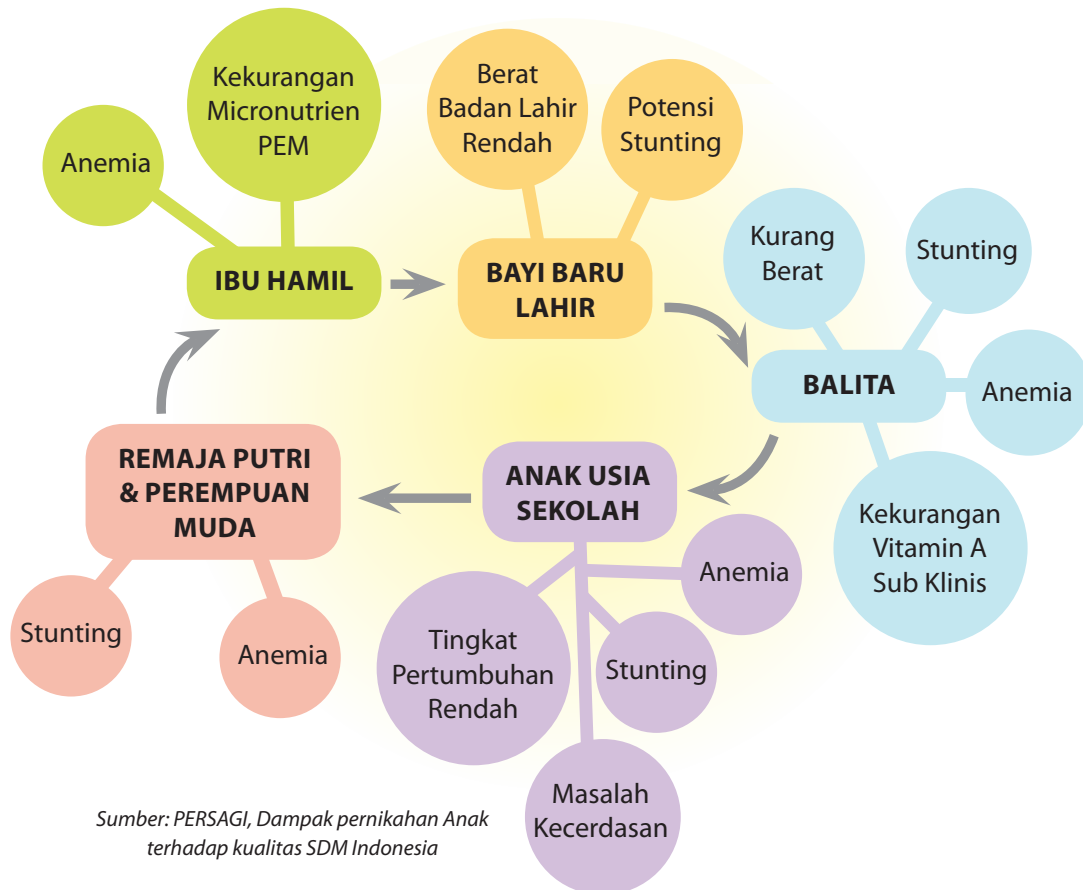 Anemia
Kekurangan
Micronutrien
PEM
IBU HAMIL
Berat
Badan Lahir
Rendah
Potensi
Stunting
BAYI BARU
LAHIR
Kurang
Berat
Stunting
BALITA
Anemia
Kekurangan
Vitamin A
Sub Klinis
ANAK USIA
SEKOLAH
Anemia
Stunting
Tingkat
Pertumbuhan
Rendah
Masalah
Kecerdasan
REMAJA PUTRI
& PEREMPUAN
MUDA
Stunting
Anemia
Sumber: PERSAGI, Dampak pernikahan Anak
terhadap kualitas SDM Indonesia